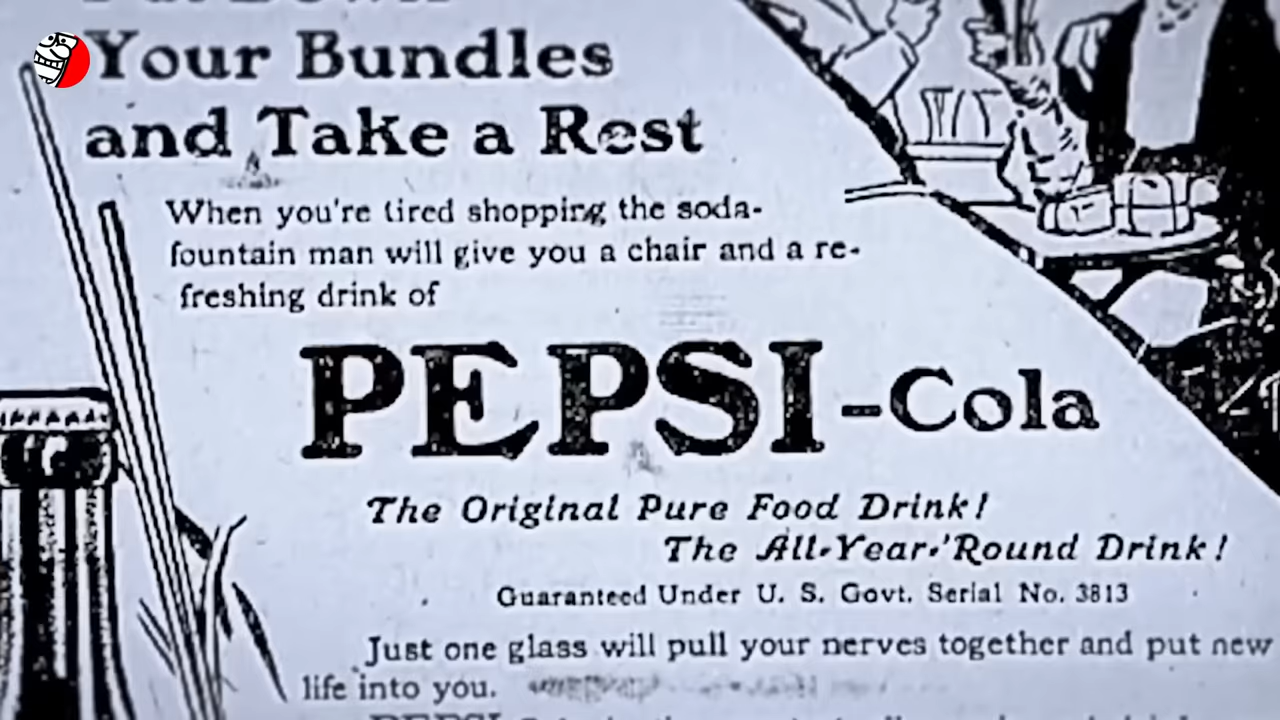 Your Bundles
and Take a Rest
When you're tired shopping the soda-
fountain man will give you a chair and a re-
freshing drink of
PEPSI-Cola
The Original Pure Food Drink!
The All-Year-'Round Drink!
Guaranteed Under U. S. Govt. Serial No. 3813
Just one glass will pull your nerves together and put new
life into you.